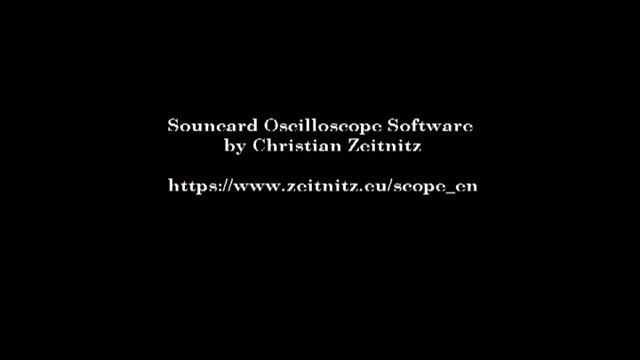 Souncard Oscilloscope Software
by Christian Zeitnitz
https://www.zeitnitz.eu/scope_en